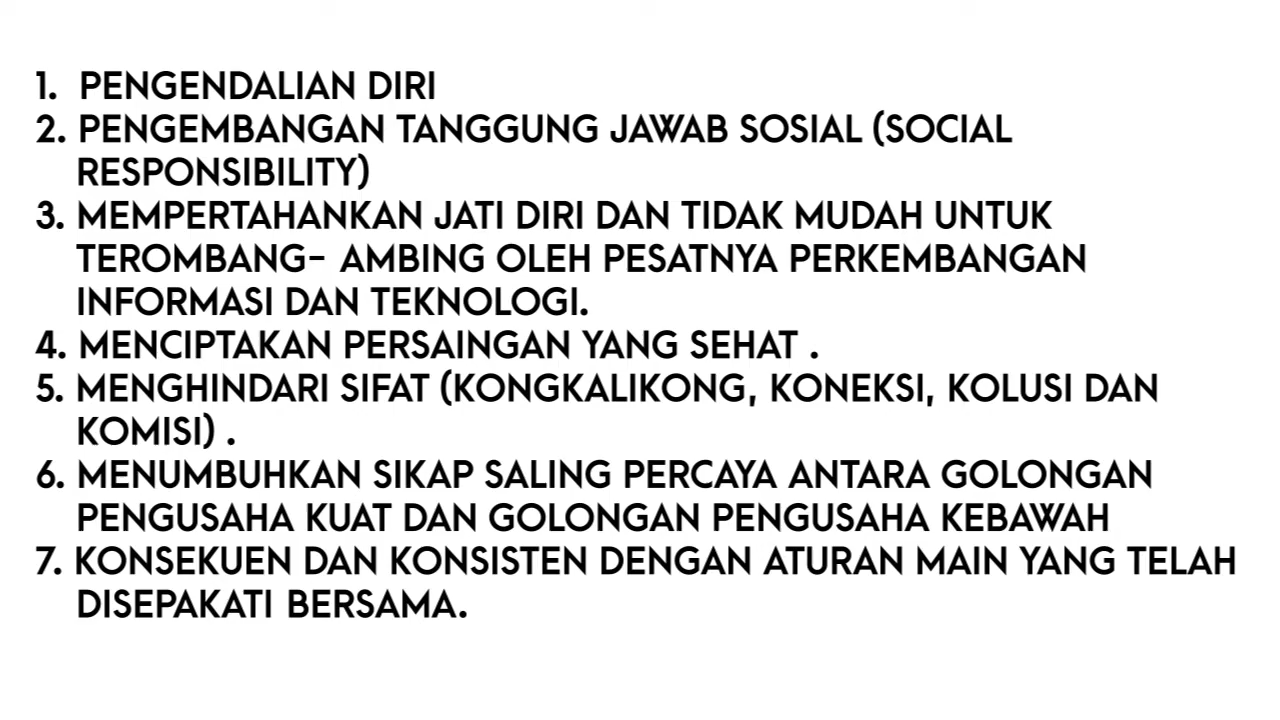 1. PENGENDALIAN DIRI
2. PENGEMBANGAN TANGGUNG JAWAB SOSIAL (SOCIAL
RESPONSIBILITY)
3. MEMPERTAHANKAN JATI DIRI DAN TIDAK MUDAH UNTUK
TEROMBANG- AMBING OLEH PESATNYA PERKEMBANGAN
INFORMASI DAN TEKNOLOGI.
4. MENCIPTAKAN PERSAINGAN YANG SEHAT .
5. MENGHINDARI SIFAT (KONGKALIKONG, KONEKSI, KOLUSI DAN
KOMISI) .
6. MENUMBUHKAN SIKAP SALING PERCAYA ANTARA GOLONGAN
PENGUSAHA KUAT DAN GOLONGAN PENGUSAHA KEBAWAH
7. KONSEKUEN DAN KONSISTEN DENGAN ATURAN MAIN YANG TELAH
DISEPAKATI BERSAMA.